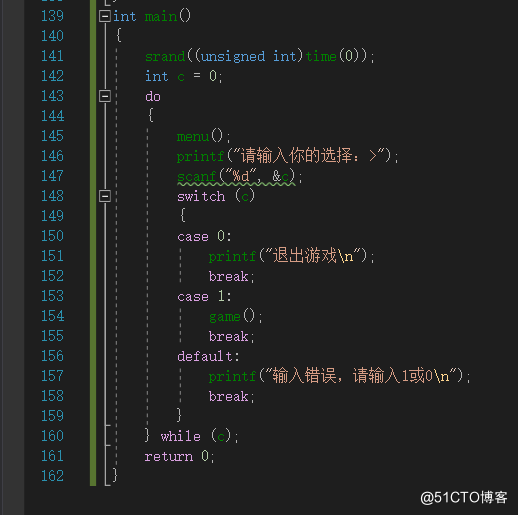 139 int main()
140 {
141 srand((unsigned int)time(0));
142 int c = 0;
143 do
144 {
145 menu();
146 printf("请输入你的选择：>");
147 scanf("%d", &c);
148 switch (c)
149 {
150 case 0:
151 printf("退出游戏\n");
152 break;
153 case 1:
154 game();
155 break;
156 default:
157 printf("输入错误，请输入1或0\n");
158 break;
159 }
160 } while (c);
161 return 0;
162 }
@51CTO博客